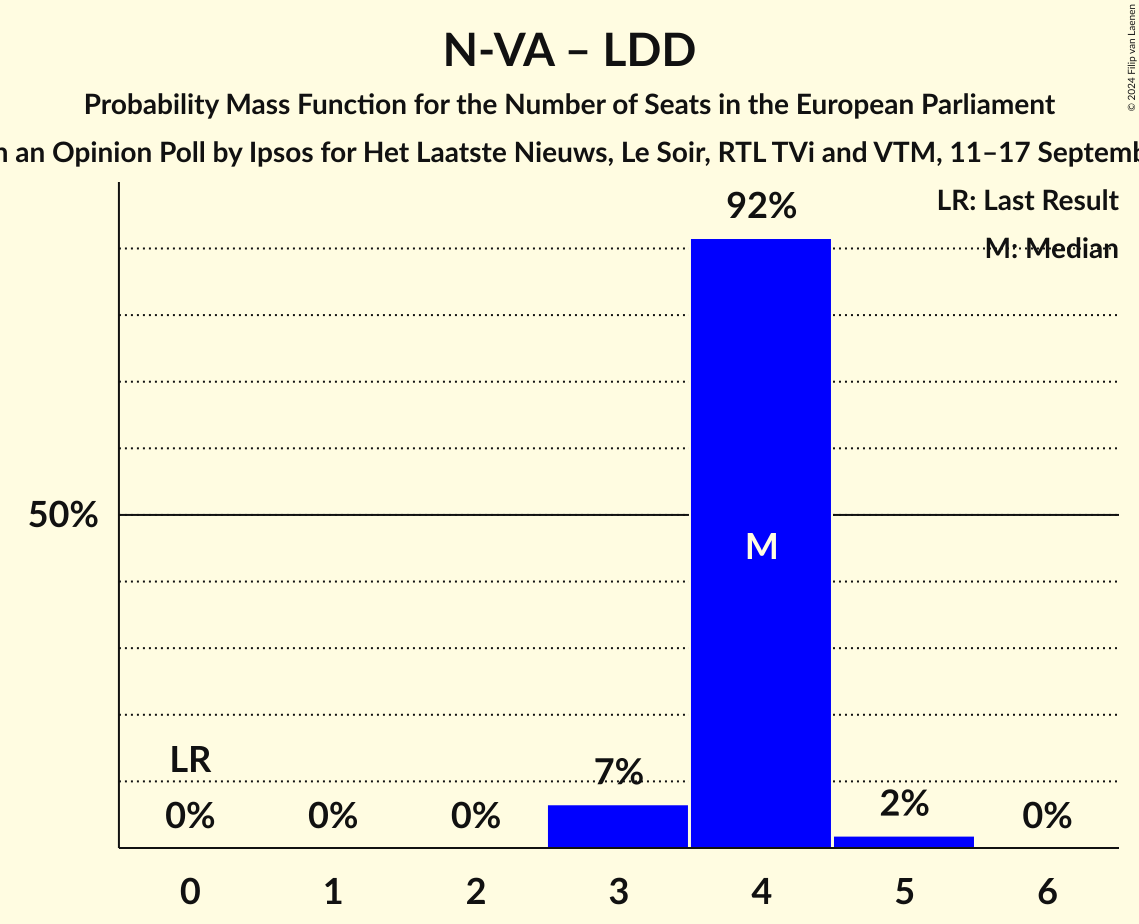 N-VA – LDD
Probability Mass Function for the Number of Seats in the European Parliament
an Opinion Poll by Ipsos for Het Laatste Nieuws, Le Soir, RTL TVi and VTM, 11–17
© 2024 Filip van Laenen
LR: Last Result
M: Median
92%
50%
M
LR
7%
2%
0% 0% 0% 0%
0 1 2 3 4 5 6